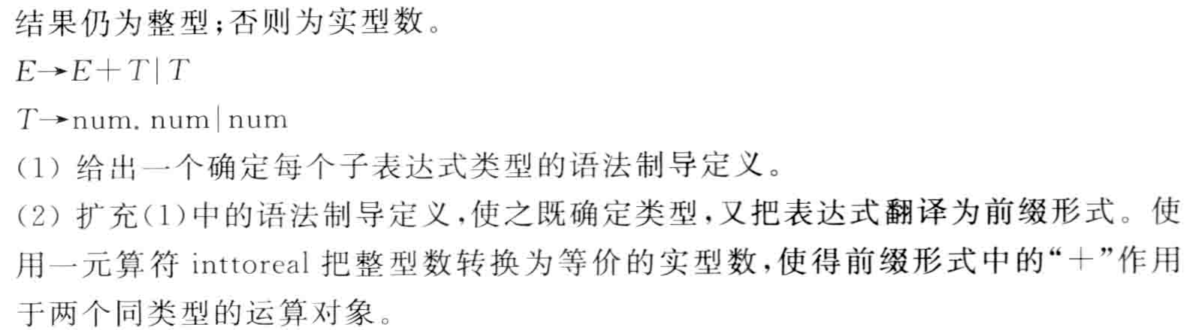 结果仍为整型;否则为实型数。
E→E+T|T
T→num. num|num
(1) 给出一个确定每个子表达式类型的语法制导定义。
(2) 扩充(1)中的语法制导定义,使之既确定类型,又把表达式翻译为前缀形式。使
用一元算符 inttoreal 把整型数转换为等价的实型数,使得前缀形式中的“+”作用
于两个同类型的运算对象。